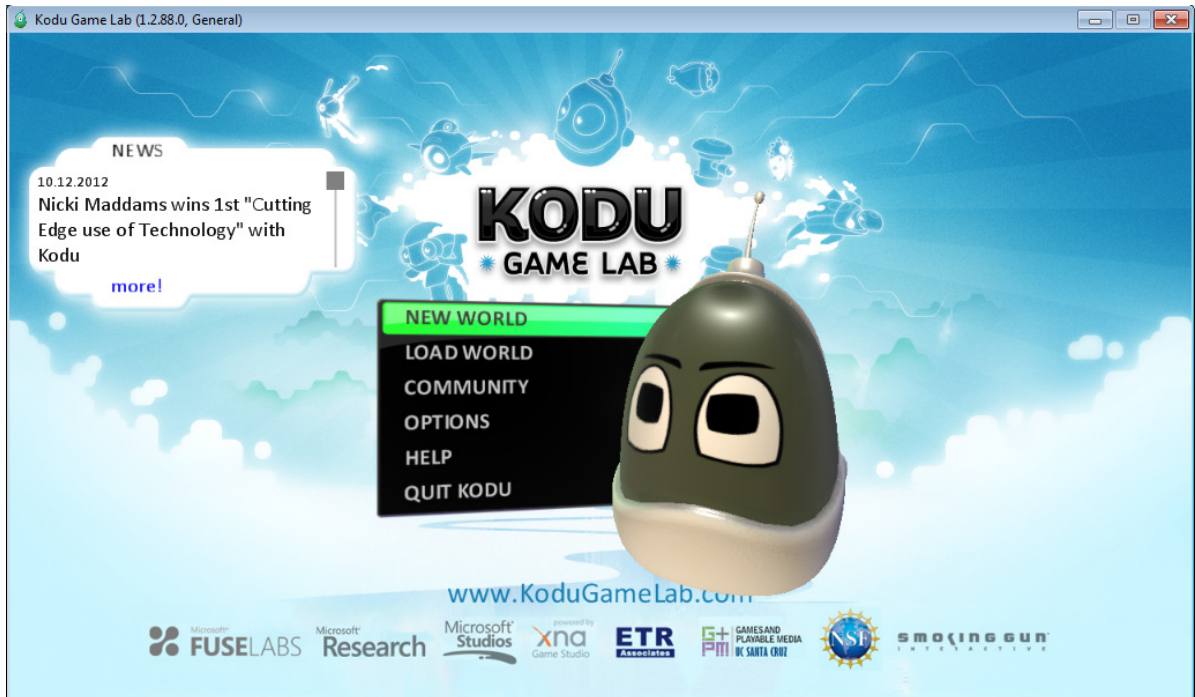 Kodu Game Lab (1.2.88.0, General)
NEWS
10.12.2012
Nicki Maddams wins 1st "Cutting
Edge use of Technology" with
Kodu
more!
KODU
GAME LAB
NEW WORLD
LOAD WORLD
COMMUNITY
OPTIONS
HELP
QUIT KODU
www.KoduGameLab.com
Microsoft
FUSELABS
Microsoft
Research
Microsoft
Studios
powered by
xna
Game Studio
ETR
Associates
G+
PM
GAMES AND
PLAYABLE MEDIA
UC SANTA CRUZ
NSF
SMOKING GUN
INTERACTIVE